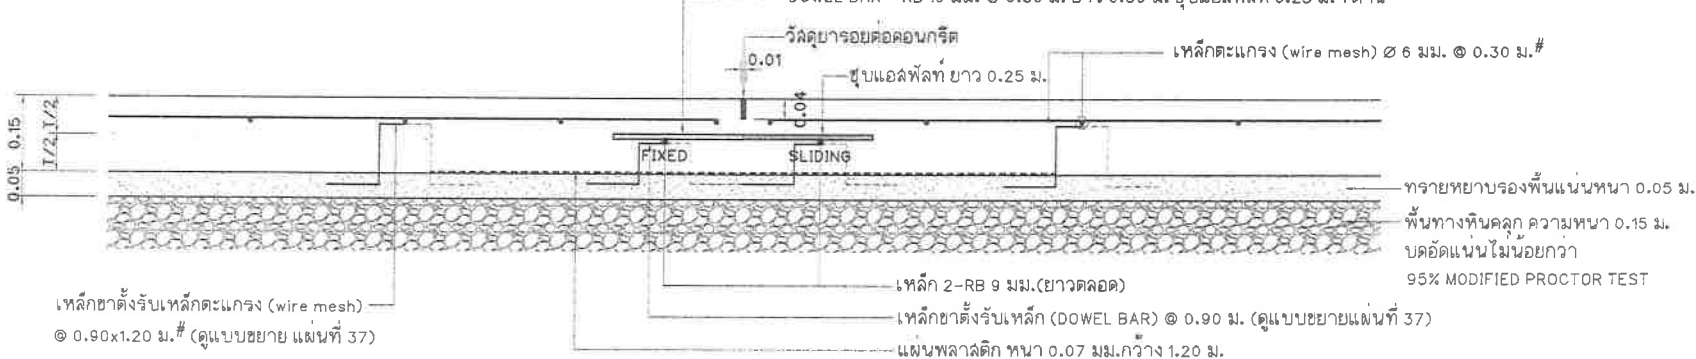 วัสดุยารอยต่อคอนกรีต
0.01
ชุบแอสฟัลท์ ยาว 0.25 ม.
เหล็กตะแกรง (wire mesh) Ø 6 มม. @ 0.30 ม.#
0.04
0.15
T/2
T/2
0.05
FIXED
SLIDING
ทรายหยาบรองพื้นแน่นหนา 0.05 ม.
พื้นทางหินคลุก ความหนา 0.15 ม.
บดอัดแน่นไม่น้อยกว่า
95% MODIFIED PROCTOR TEST
เหล็ก 2-RB 9 มม.(ยาวตลอด)
เหล็กขาตั้งรับเหล็กตะแกรง (wire mesh)
@ 0.90x1.20 ม.# (ดูแบบขยาย แผ่นที่ 37)
เหล็กขาตั้งรับเหล็ก (DOWEL BAR) @ 0.90 ม. (ดูแบบขยายแผ่นที่ 37)
แผ่นพลาสติก หนา 0.07 มม.กว้าง 1.20 ม.